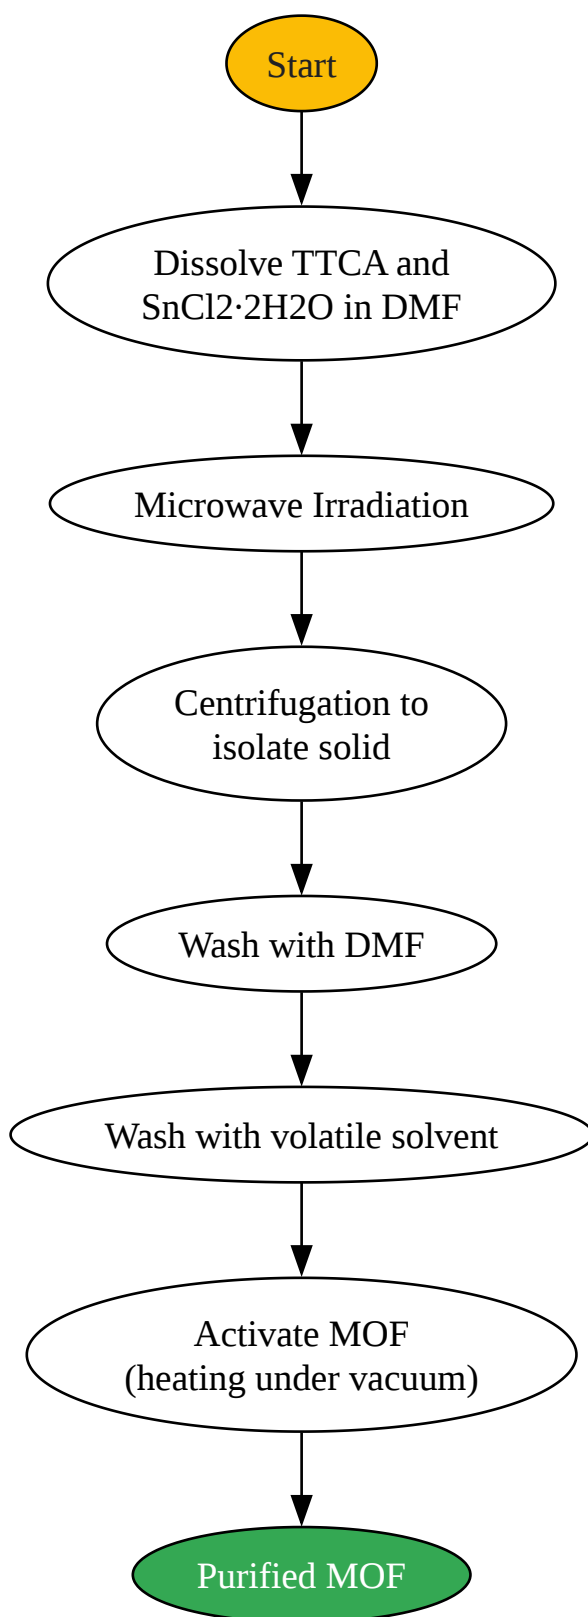 Start
Dissolve TTCA and
SnCl2·2H2O in DMF
Microwave Irradiation
Centrifugation to
isolate solid
Wash with DMF
Wash with volatile solvent
Activate MOF
(heating under vacuum)
Purified MOF